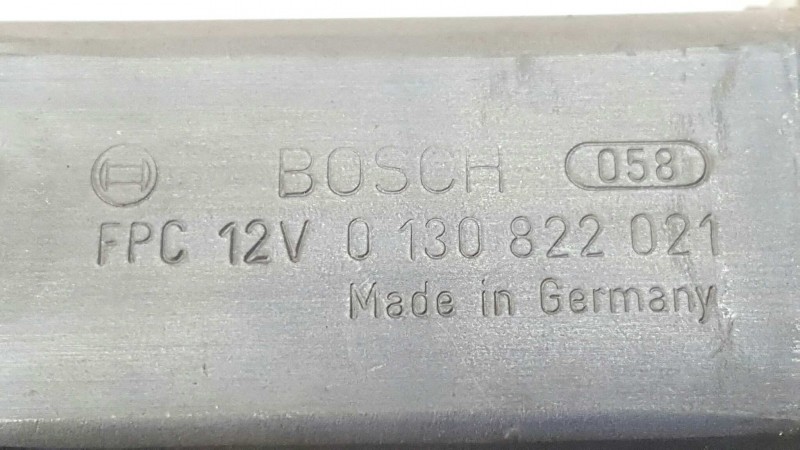 BOSCH 058
FPC 12V 0 130 822 021
Made in Germany